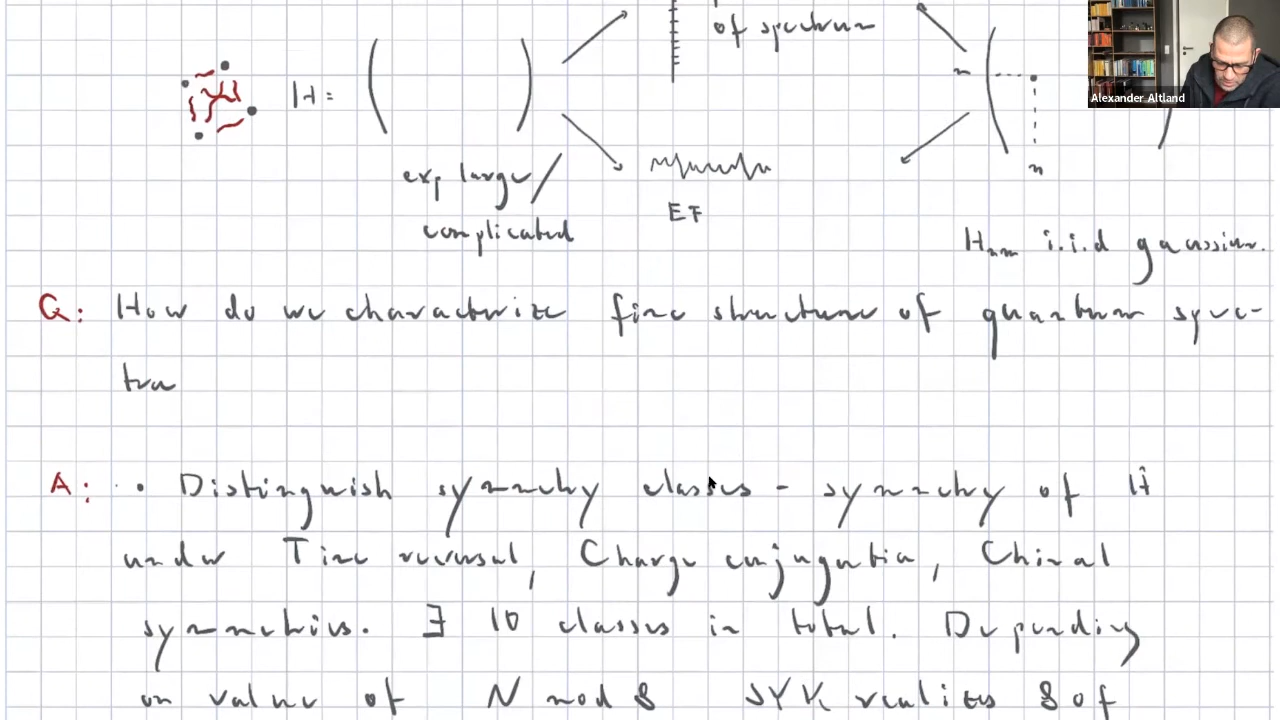 of spectrum
Alexander Altland
H =
n
n
exp large/
complicated
EF
Hnm i.i.d gaussian.
Q: How do we characterize fine structure of quantum spec-
tra
A: • Distinguish symmetry classes - symmetry of H
under Time reversal, Charge conjugation, Chiral
symmetries. ∃ 10 classes in total. Depending
on value of N mod 8 SYK realizes 8 of